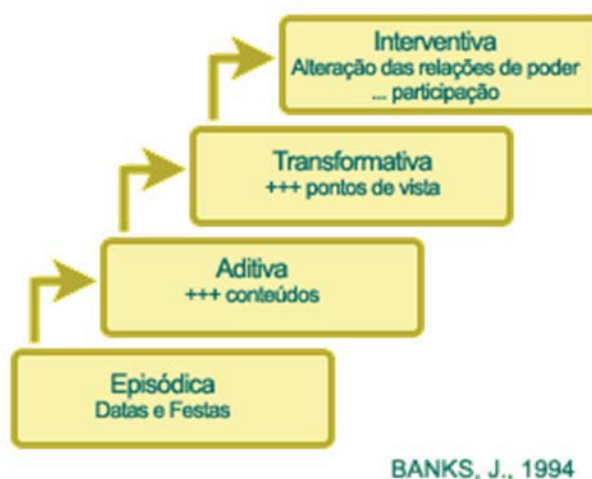 Interventiva
Alteração das relações de poder
... participação
Transformativa
+++ pontos de vista
Aditiva
+++ conteúdos
Episódica
Datas e Festas
BANKS, J., 1994